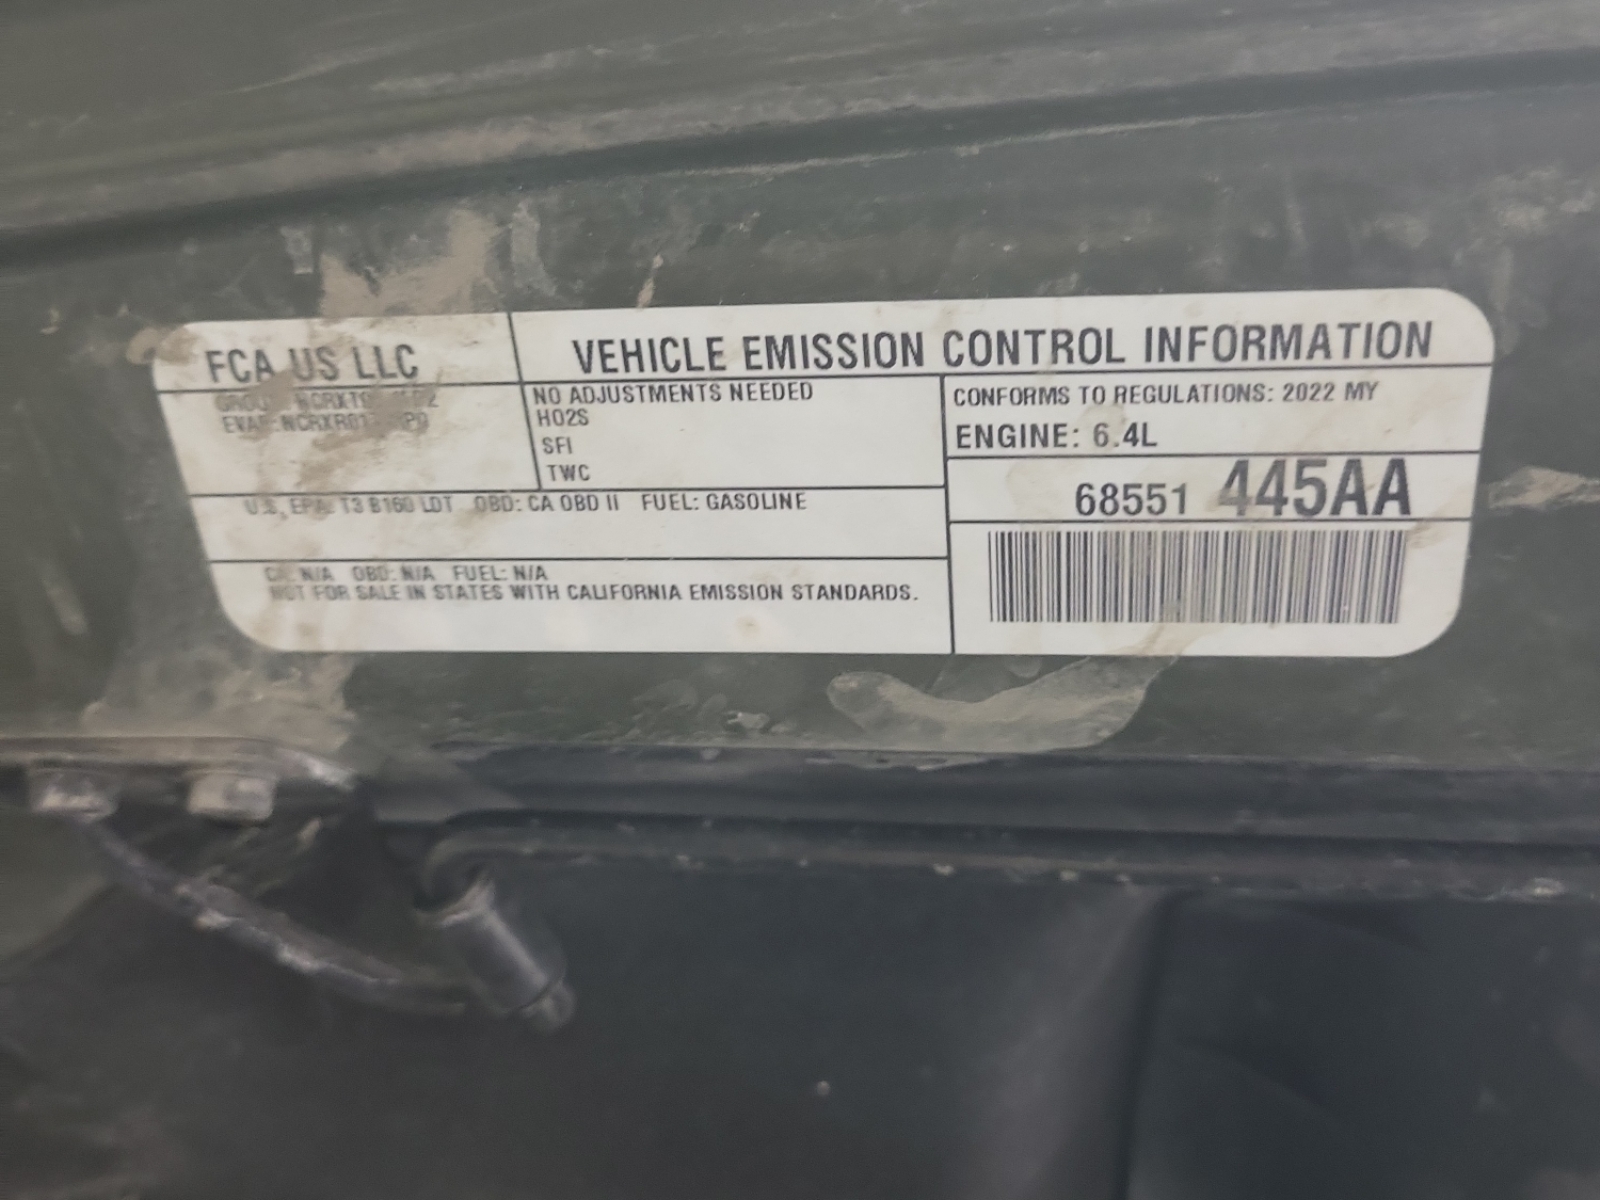 FCA US LLC
VEHICLE EMISSION CONTROL INFORMATION
NO ADJUSTMENTS NEEDED
HO2S
SFI
TWC
CONFORMS TO REGULATIONS: 2022 MY
ENGINE: 6.4L
68551 445AA
U.S. EPA: T3 B160 LDT OBD: CA OBD II FUEL: GASOLINE
CA: N/A OBD: N/A FUEL: N/A
NOT FOR SALE IN STATES WITH CALIFORNIA EMISSION STANDARDS.